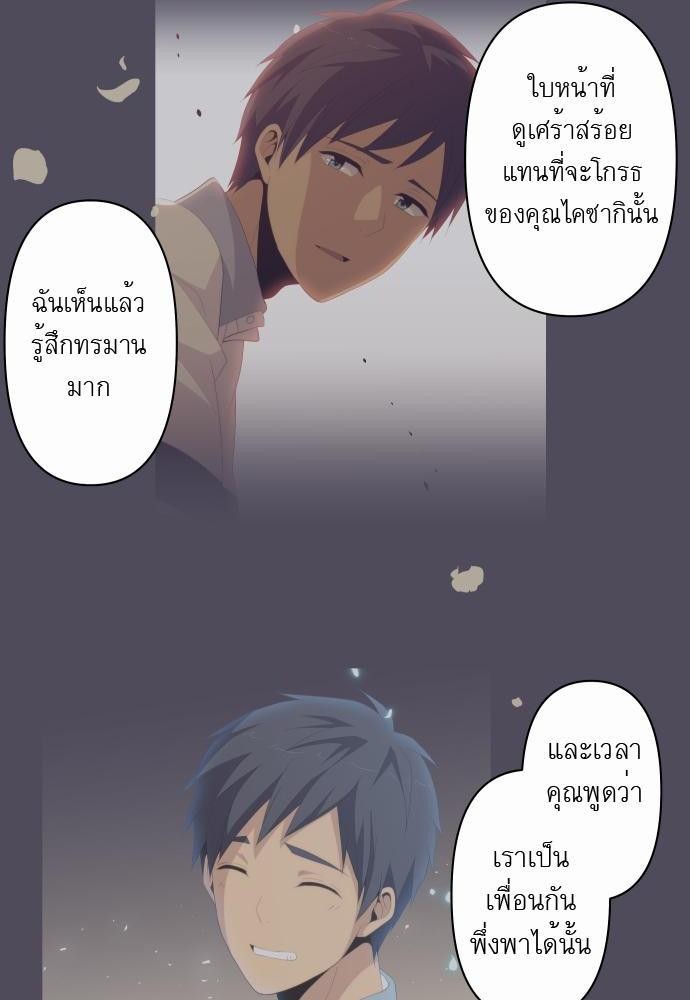 ใบหน้าที่
ดูเศร้าสร้อย
แทนที่จะโกรธ
ของคุณไคซากินั้น
ฉันเห็นแล้ว
รู้สึกทรมาน
มาก
และเวลา
คุณพูดว่า
เราเป็น
เพื่อนกัน
พึ่งพาได้นั้น